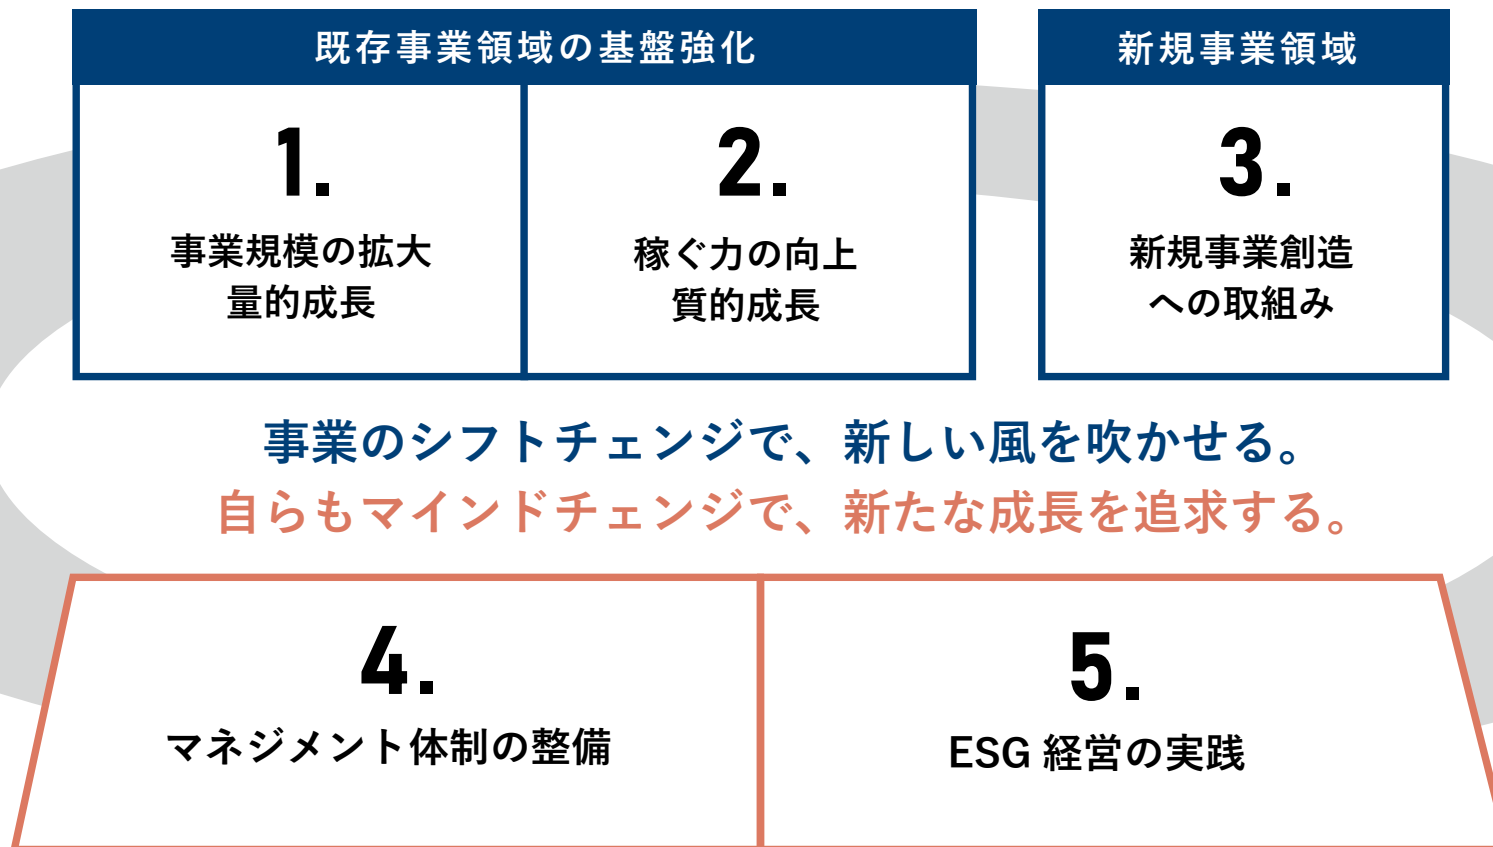 既存事業領域の基盤強化
新規事業領域
1.
事業規模の拡大
量的成長
2.
稼ぐ力の向上
質的成長
3.
新規事業創造
への取組み
事業のシフトチェンジで、新しい風を吹かせる。
自らもマインドチェンジで、新たな成長を追求する。
4.
マネジメント体制の整備
5.
ESG 経営の実践